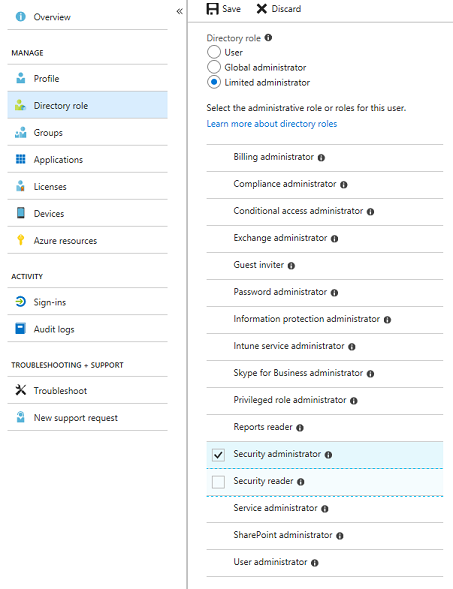 Overview
MANAGE
Profile
Directory role
Groups
Applications
Licenses
Devices
Azure resources
ACTIVITY
Sign-ins
Audit logs
TROUBLESHOOTING + SUPPORT
Troubleshoot
New support request
Save Discard
Directory role
User
Global administrator
Limited administrator
Select the administrative role or roles for this user.
Learn more about directory roles
Billing administrator
Compliance administrator
Conditional access administrator
Exchange administrator
Guest inviter
Password administrator
Information protection administrator
Intune service administrator
Skype for Business administrator
Privileged role administrator
Reports reader
Security administrator
Security reader
Service administrator
SharePoint administrator
User administrator